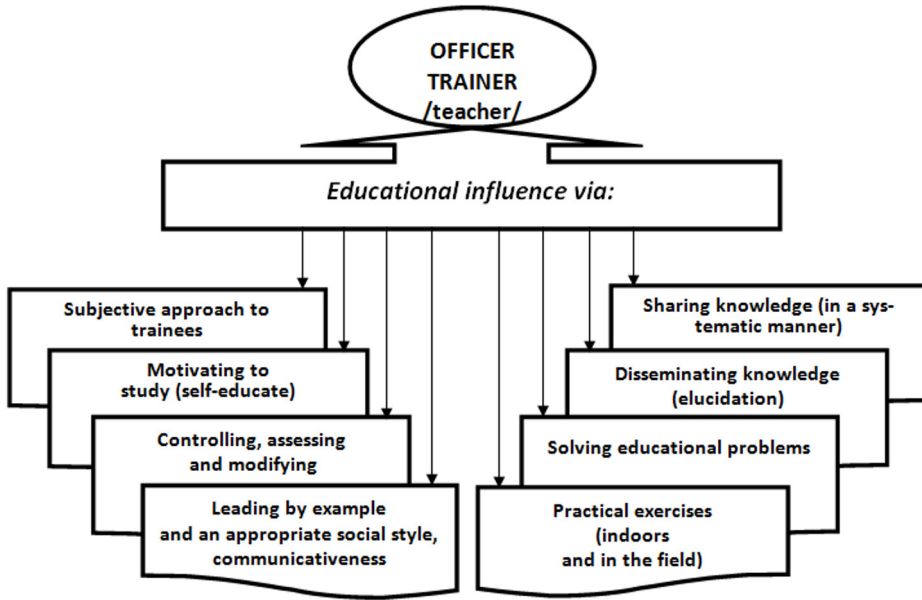 OFFICER
TRAINER
/teacher/
Educational influence via:
Subjective approach to
trainees
Motivating to
study (self-educate)
Controlling, assessing
and modifying
Leading by example
and an appropriate social style,
communicativeness
Sharing knowledge (in a sys-
tematic manner)
Disseminating knowledge
(elucidation)
Solving educational problems
Practical exercises
(indoors
and in the field)